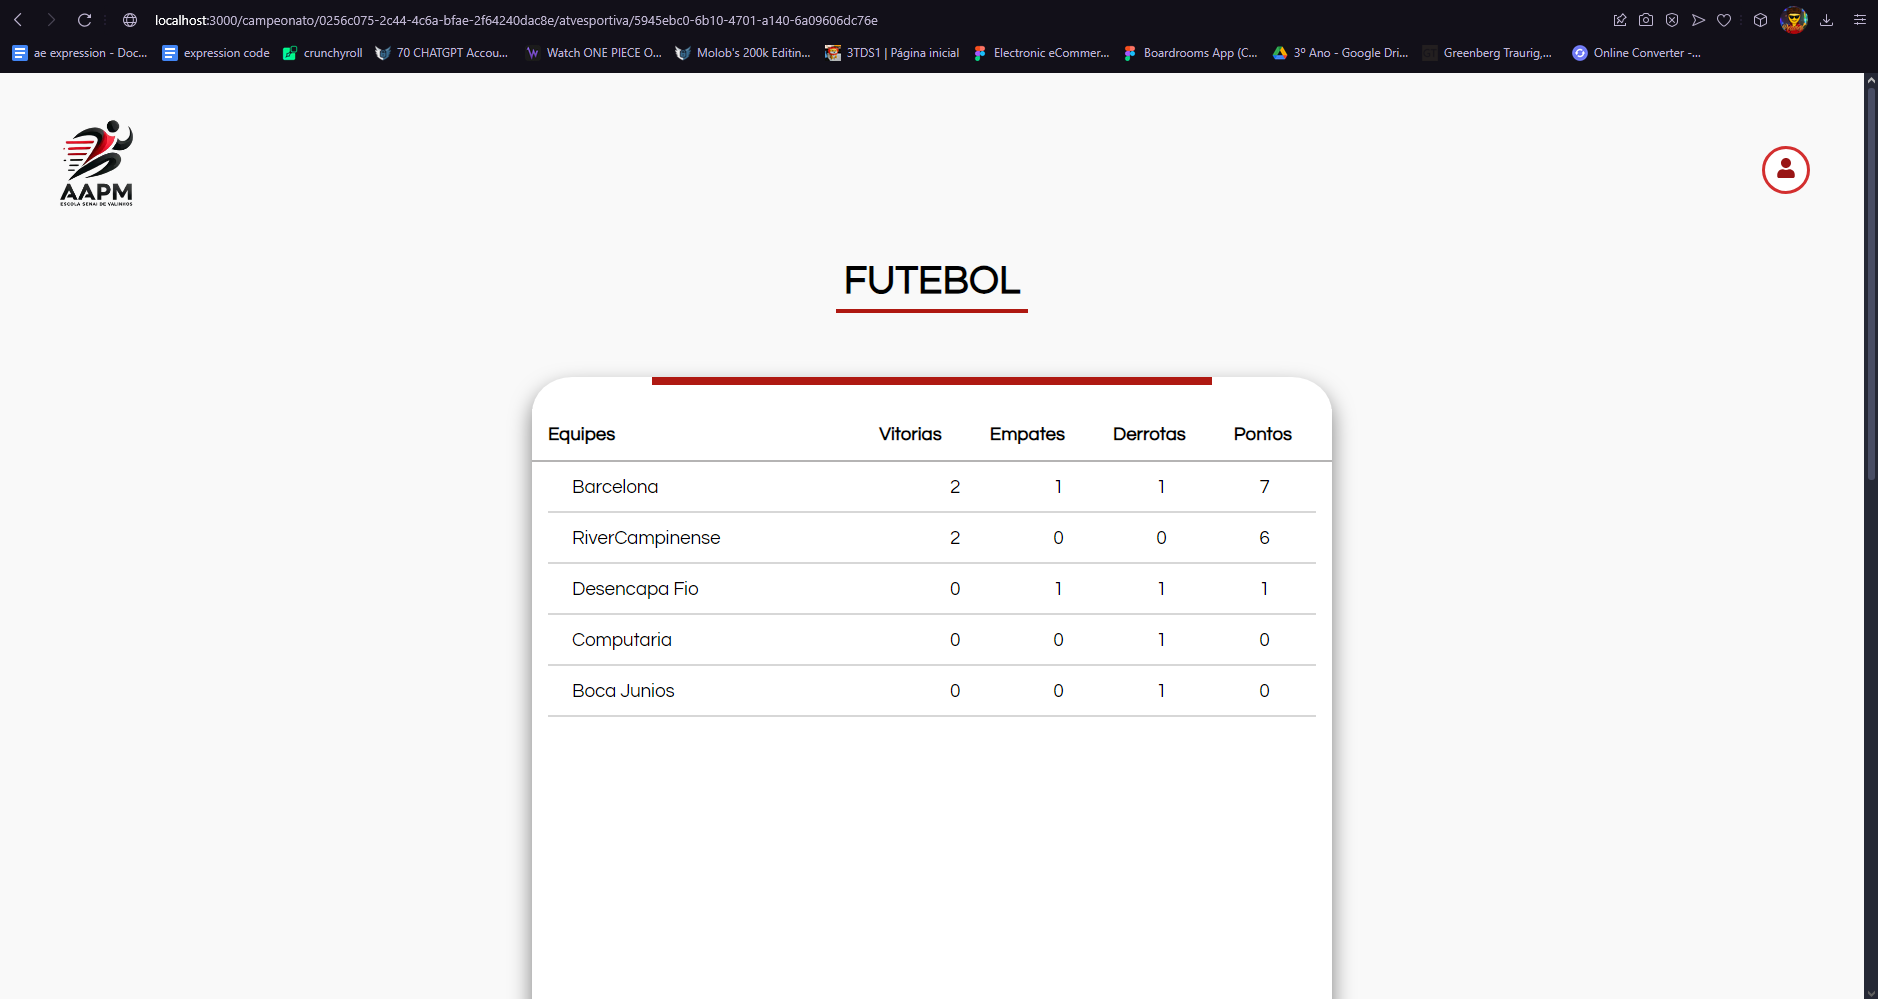 localhost:3000/campeonato/0256c075-2c44-4c6a-bfae-2f64240dac8e/atvesportiva/5945ebc0-6b10-4701-a140-6a09606dc76e
ae expression - Doc... expression code crunchyroll 70 CHATGPT Accou... Watch ONE PIECE O... Molob's 200k Editin... 3TDS1 | Página inicial Electronic eCommer... Boardrooms App (C... 3º Ano - Google Dri... Greenberg Traurig,... Online Converter -...
AAPM
ESCOLA SENAI DE VALINHOS
FUTEBOL
Equipes Vitorias Empates Derrotas Pontos
Barcelona 2 1 1 7
RiverCampinense 2 0 0 6
Desencapa Fio 0 1 1 1
Computaria 0 0 1 0
Boca Junios 0 0 1 0